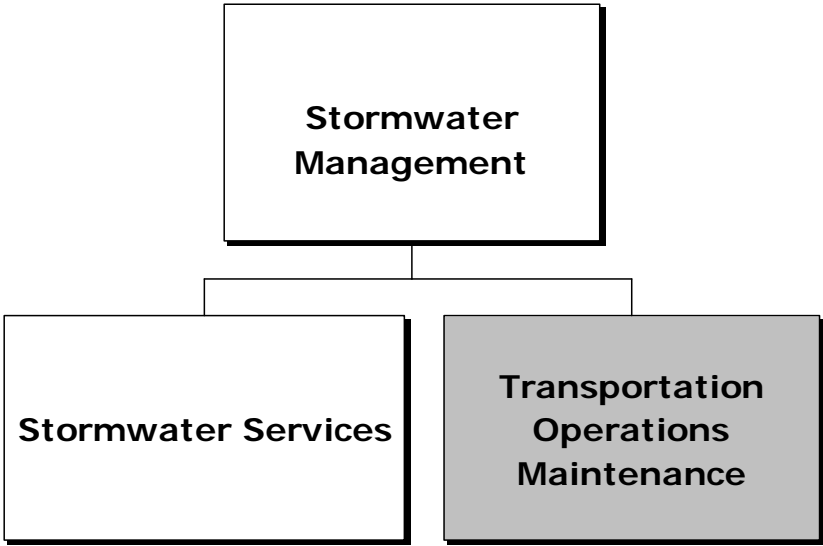 Stormwater
Management
Stormwater Services
Transportation
Operations
Maintenance